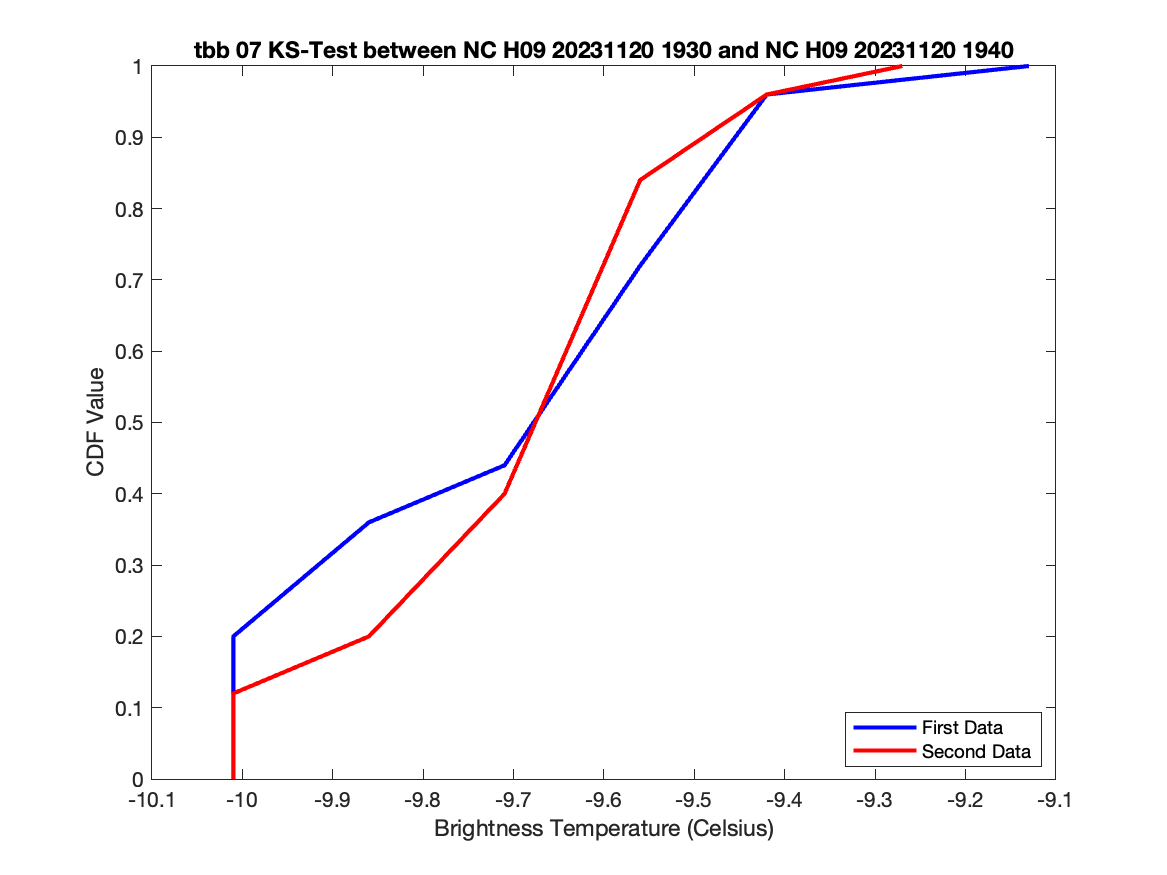 tbb 07 KS-Test between NC H09 20231120 1930 and NC H09 20231120 1940
1
0.9
0.8
0.7
0.6
0.5
0.4
0.3
0.2
0.1
0
CDF Value
First Data
Second Data
-10.1 -10 -9.9 -9.8 -9.7 -9.6 -9.5 -9.4 -9.3 -9.2 -9.1
Brightness Temperature (Celsius)